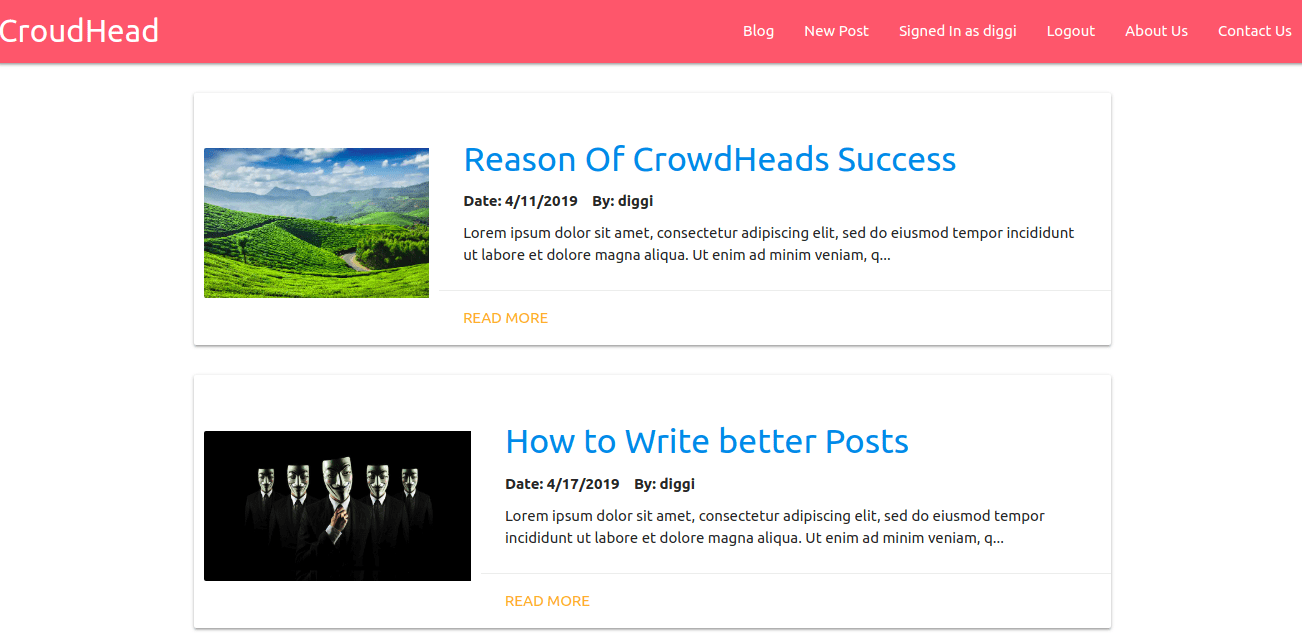 CroudHead
Blog New Post Signed In as diggi Logout About Us Contact Us
Reason Of CrowdHeads Success
Date: 4/11/2019 By: diggi
Lorem ipsum dolor sit amet, consectetur adipiscing elit, sed do eiusmod tempor incididunt
ut labore et dolore magna aliqua. Ut enim ad minim veniam, q...
READ MORE
How to Write better Posts
Date: 4/17/2019 By: diggi
Lorem ipsum dolor sit amet, consectetur adipiscing elit, sed do eiusmod tempor
incididunt ut labore et dolore magna aliqua. Ut enim ad minim veniam, q...
READ MORE